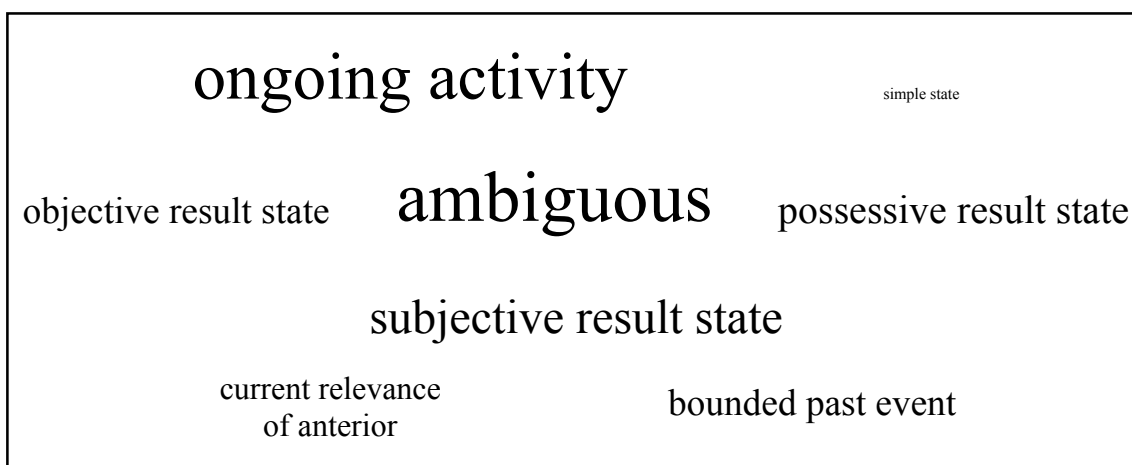 ongoing activity
simple state
objective result state
ambiguous
possessive result state
subjective result state
current relevance
of anterior
bounded past event